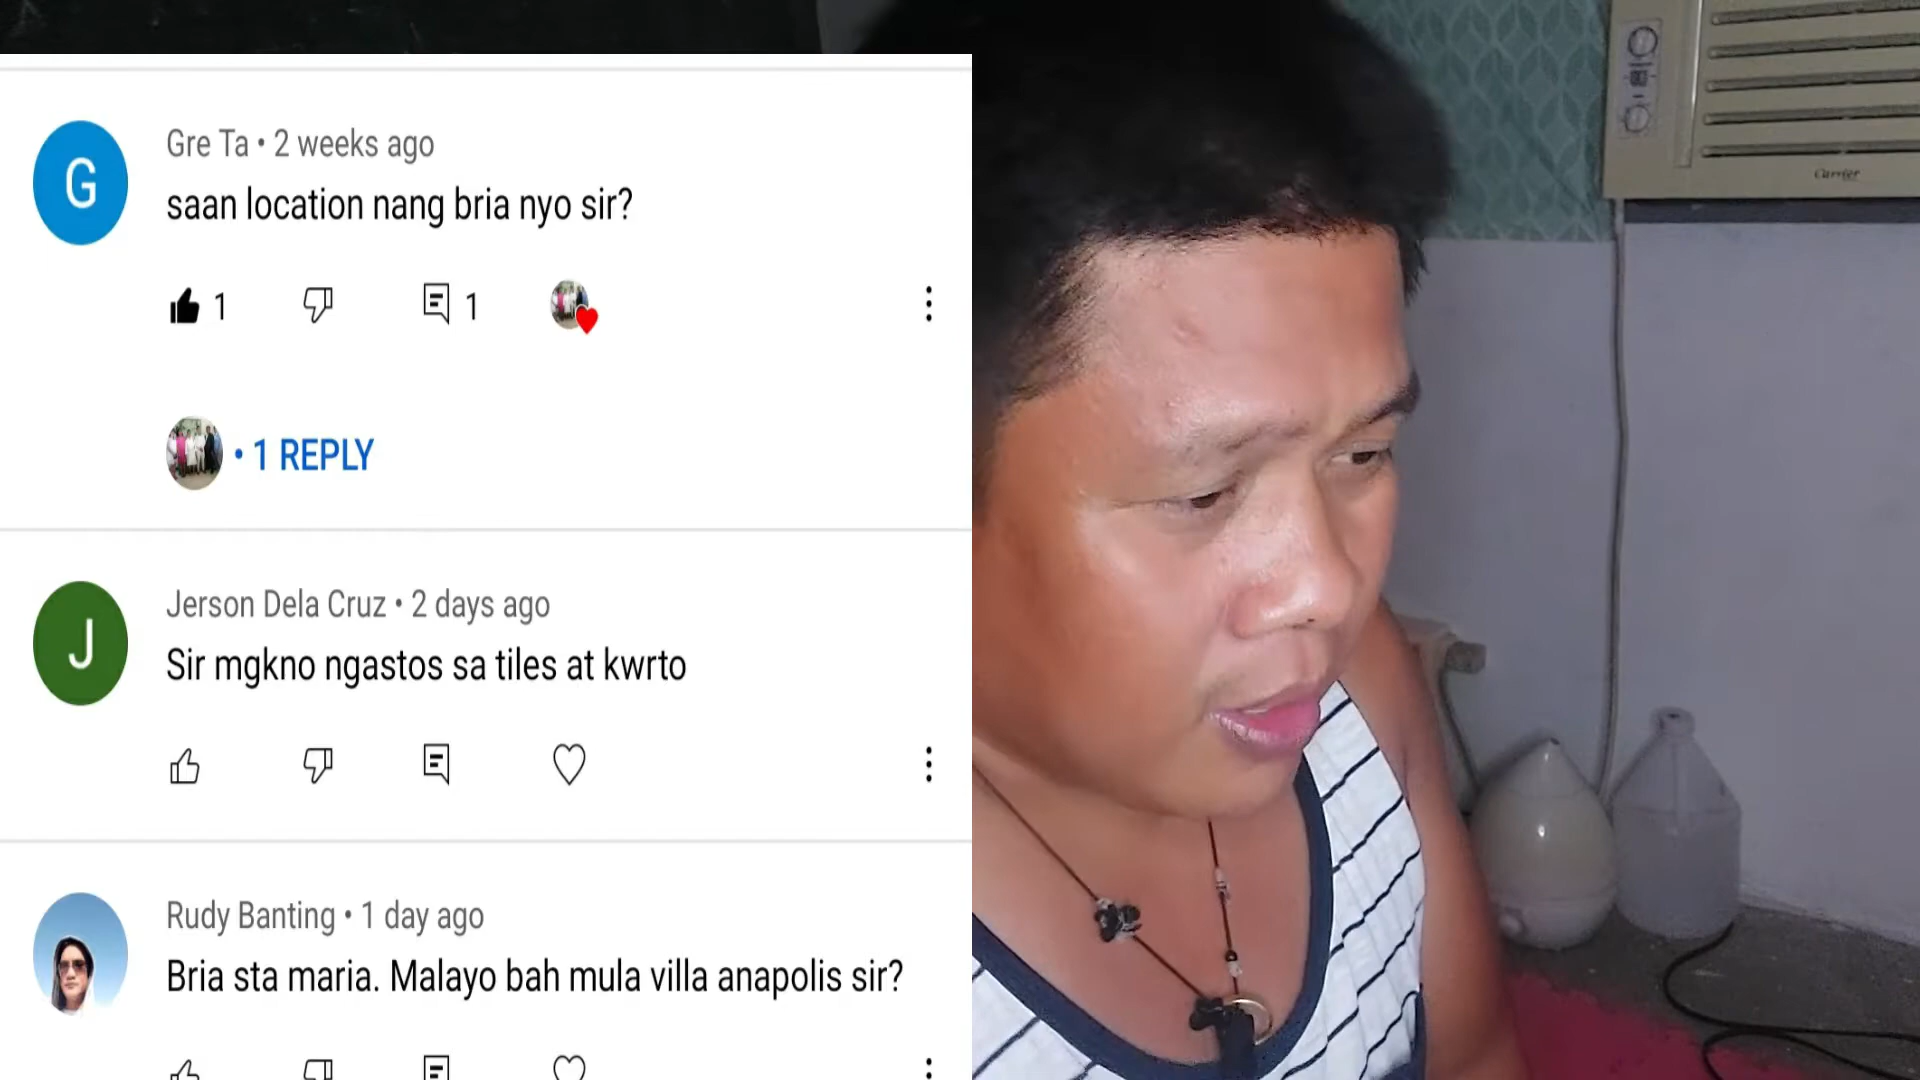 Gre Ta • 2 weeks ago
saan location nang bria nyo sir?
1
1
• 1 REPLY
Jerson Dela Cruz • 2 days ago
Sir mgkno ngastos sa tiles at kwrto
Rudy Banting • 1 day ago
Bria sta maria. Malayo bah mula villa anapolis sir?
G
J
Carrier